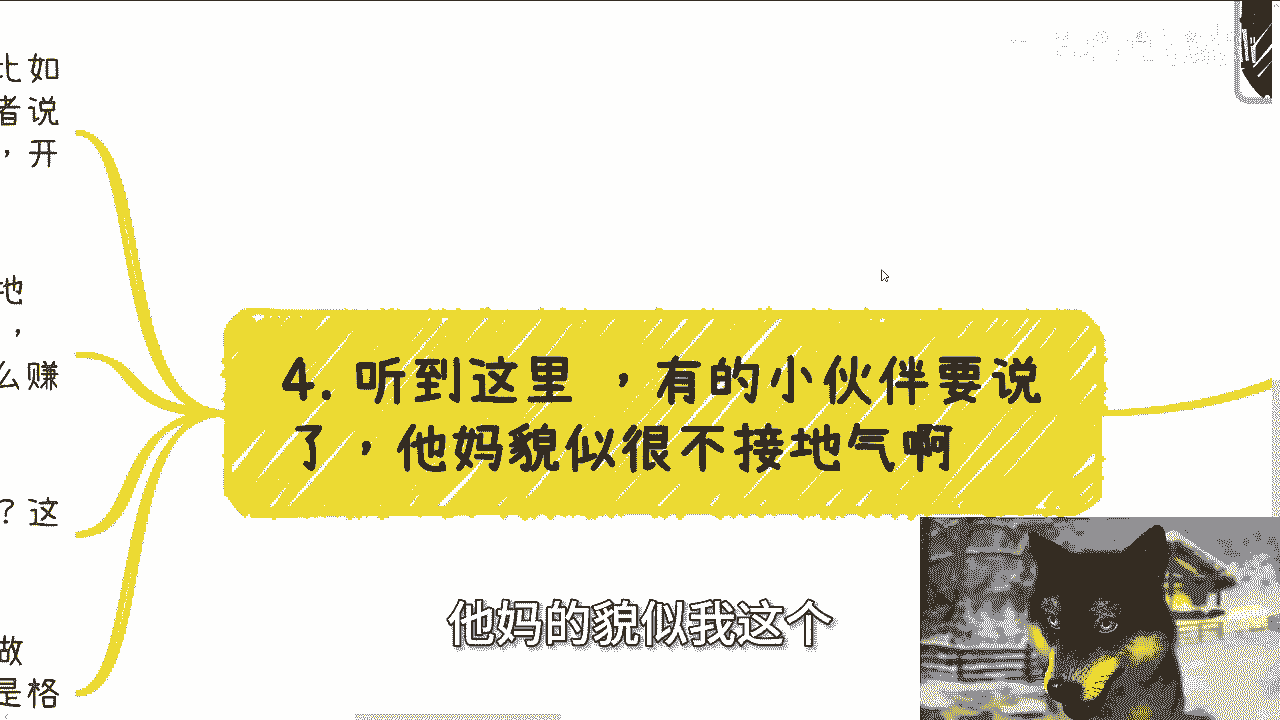 比如
者说
，开
地
，
么赚
？这
做
是格
4. 听到这里 ，有的小伙伴要说
了，他妈貌似很不接地气啊
他妈的貌似我这个